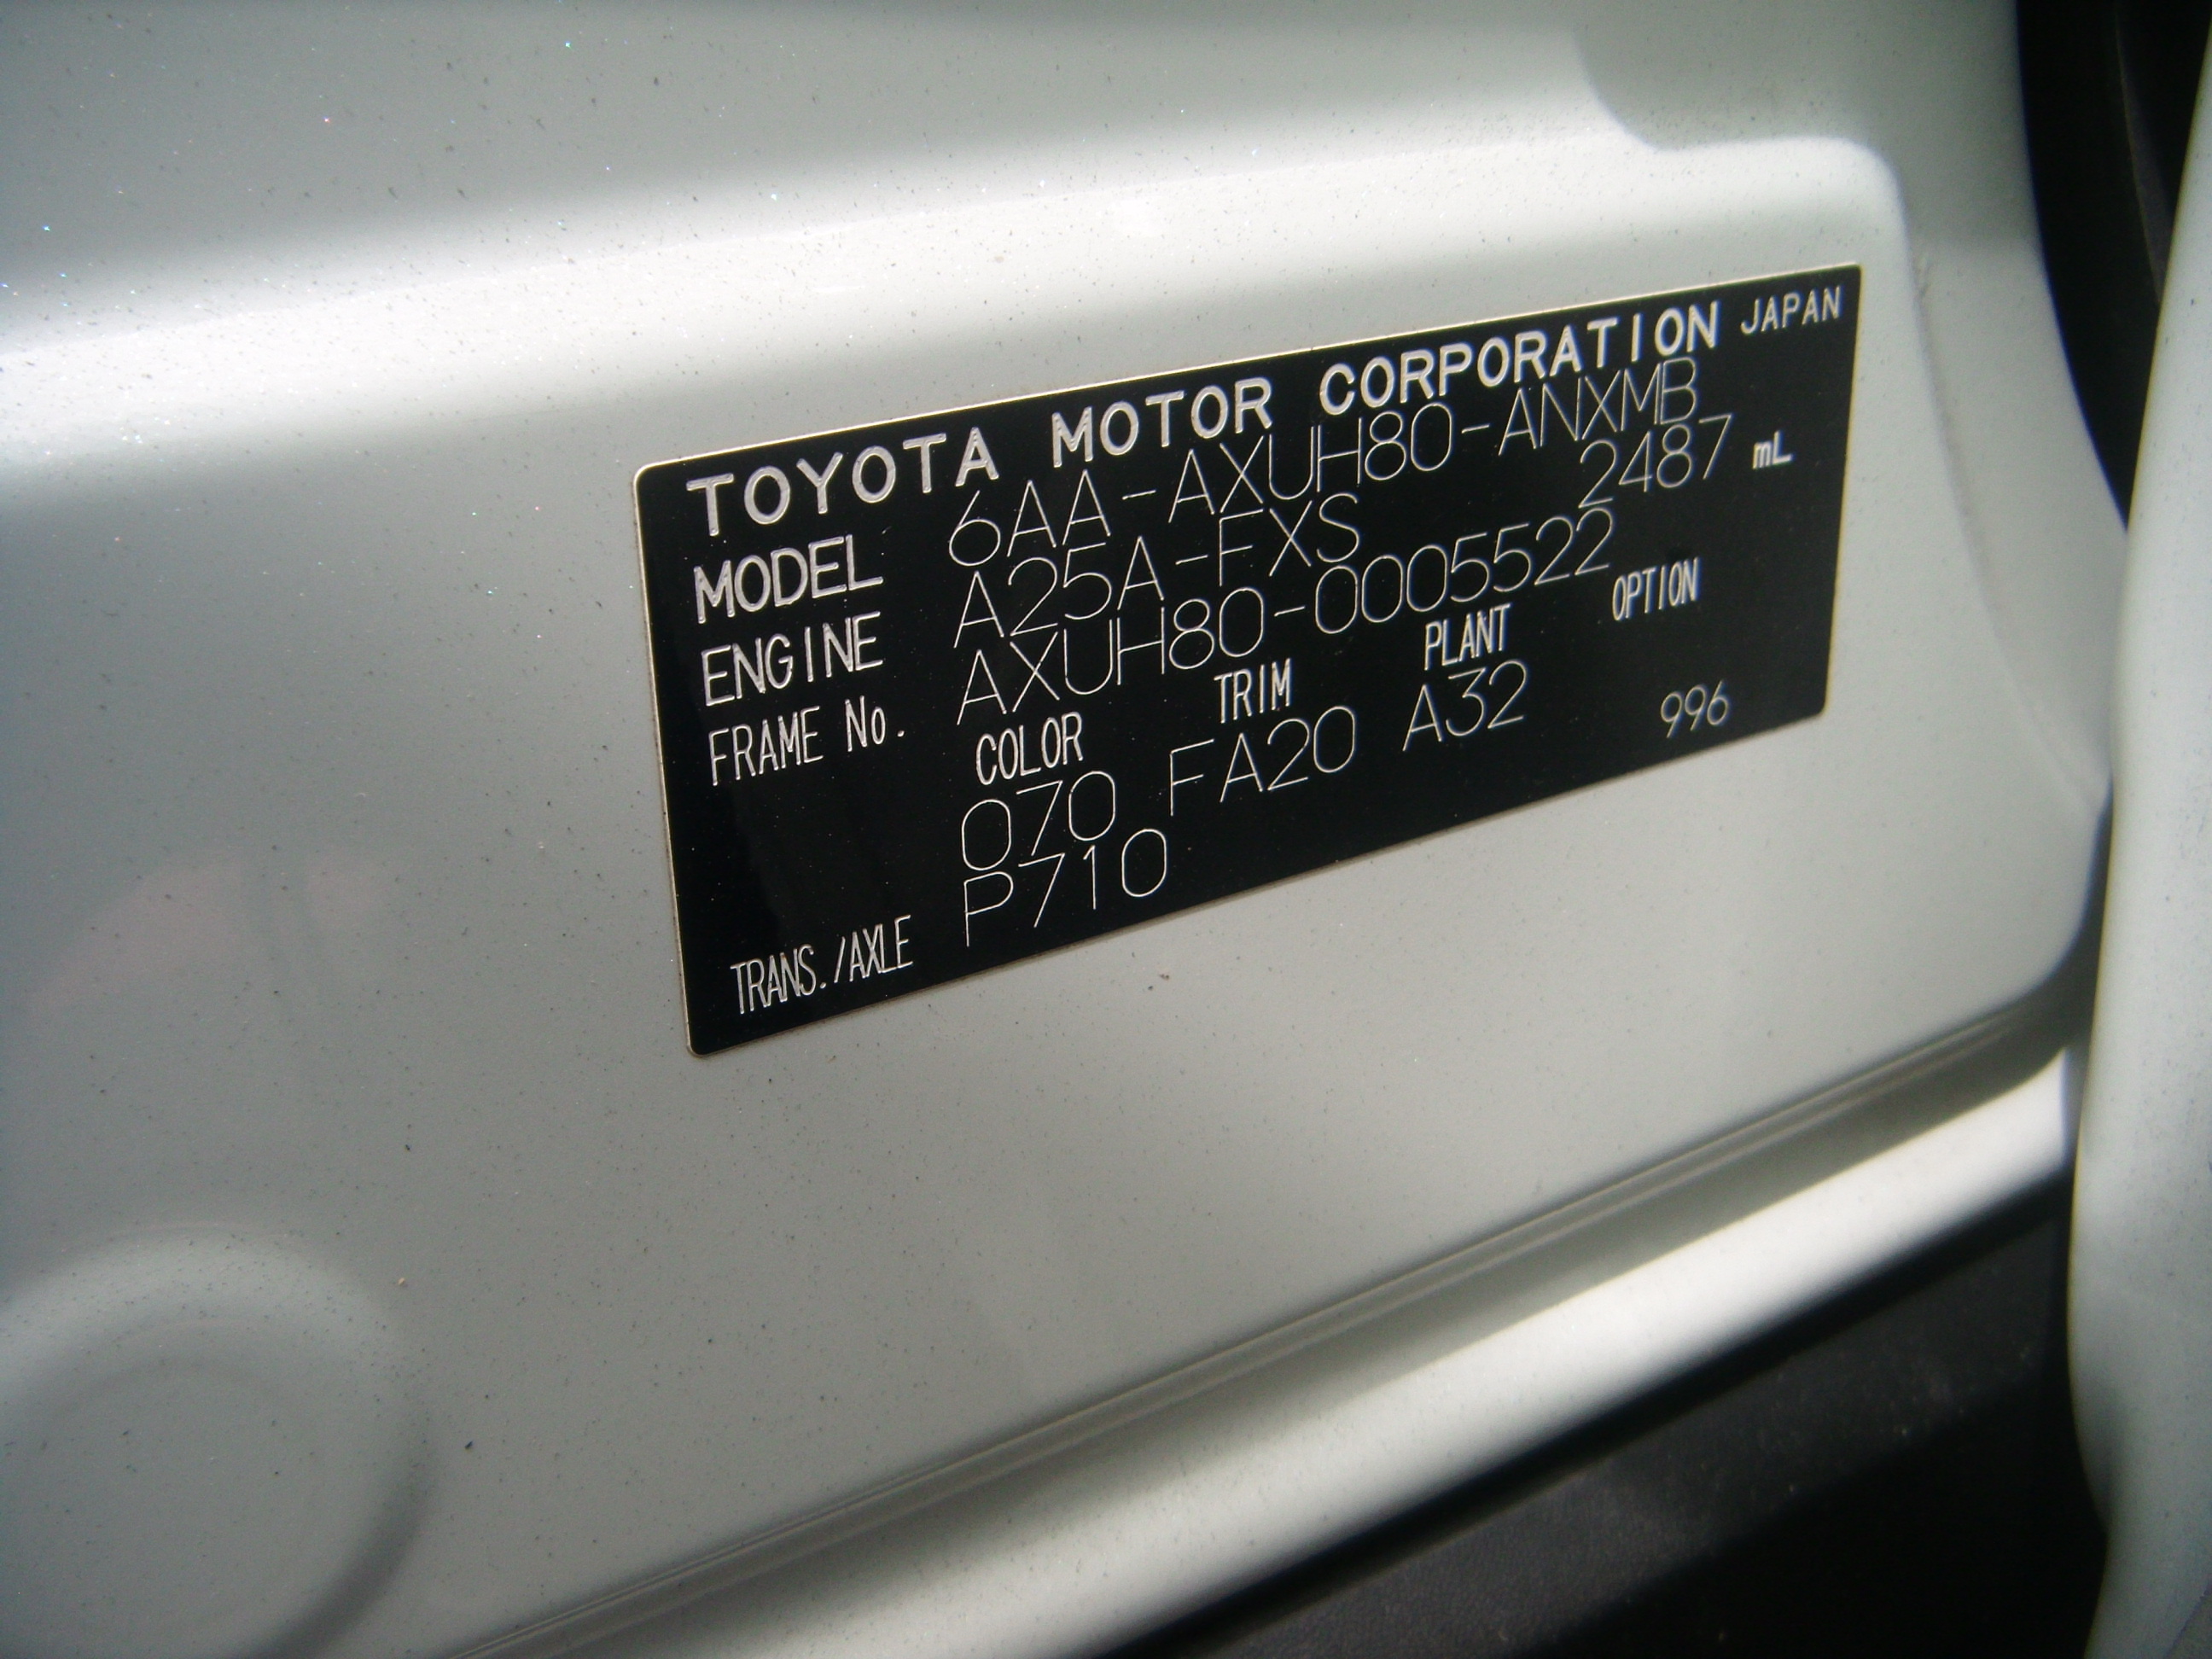 TOYOTA MOTOR CORPORATION JAPAN
MODEL 6AA-AXUH80-ANXMB
ENGINE A25A-FXS 2487 mL
FRAME No. AXUH80-0005522
COLOR TRIM PLANT OPTION
070 FA20 A32 996
TRANS./AXLE P710